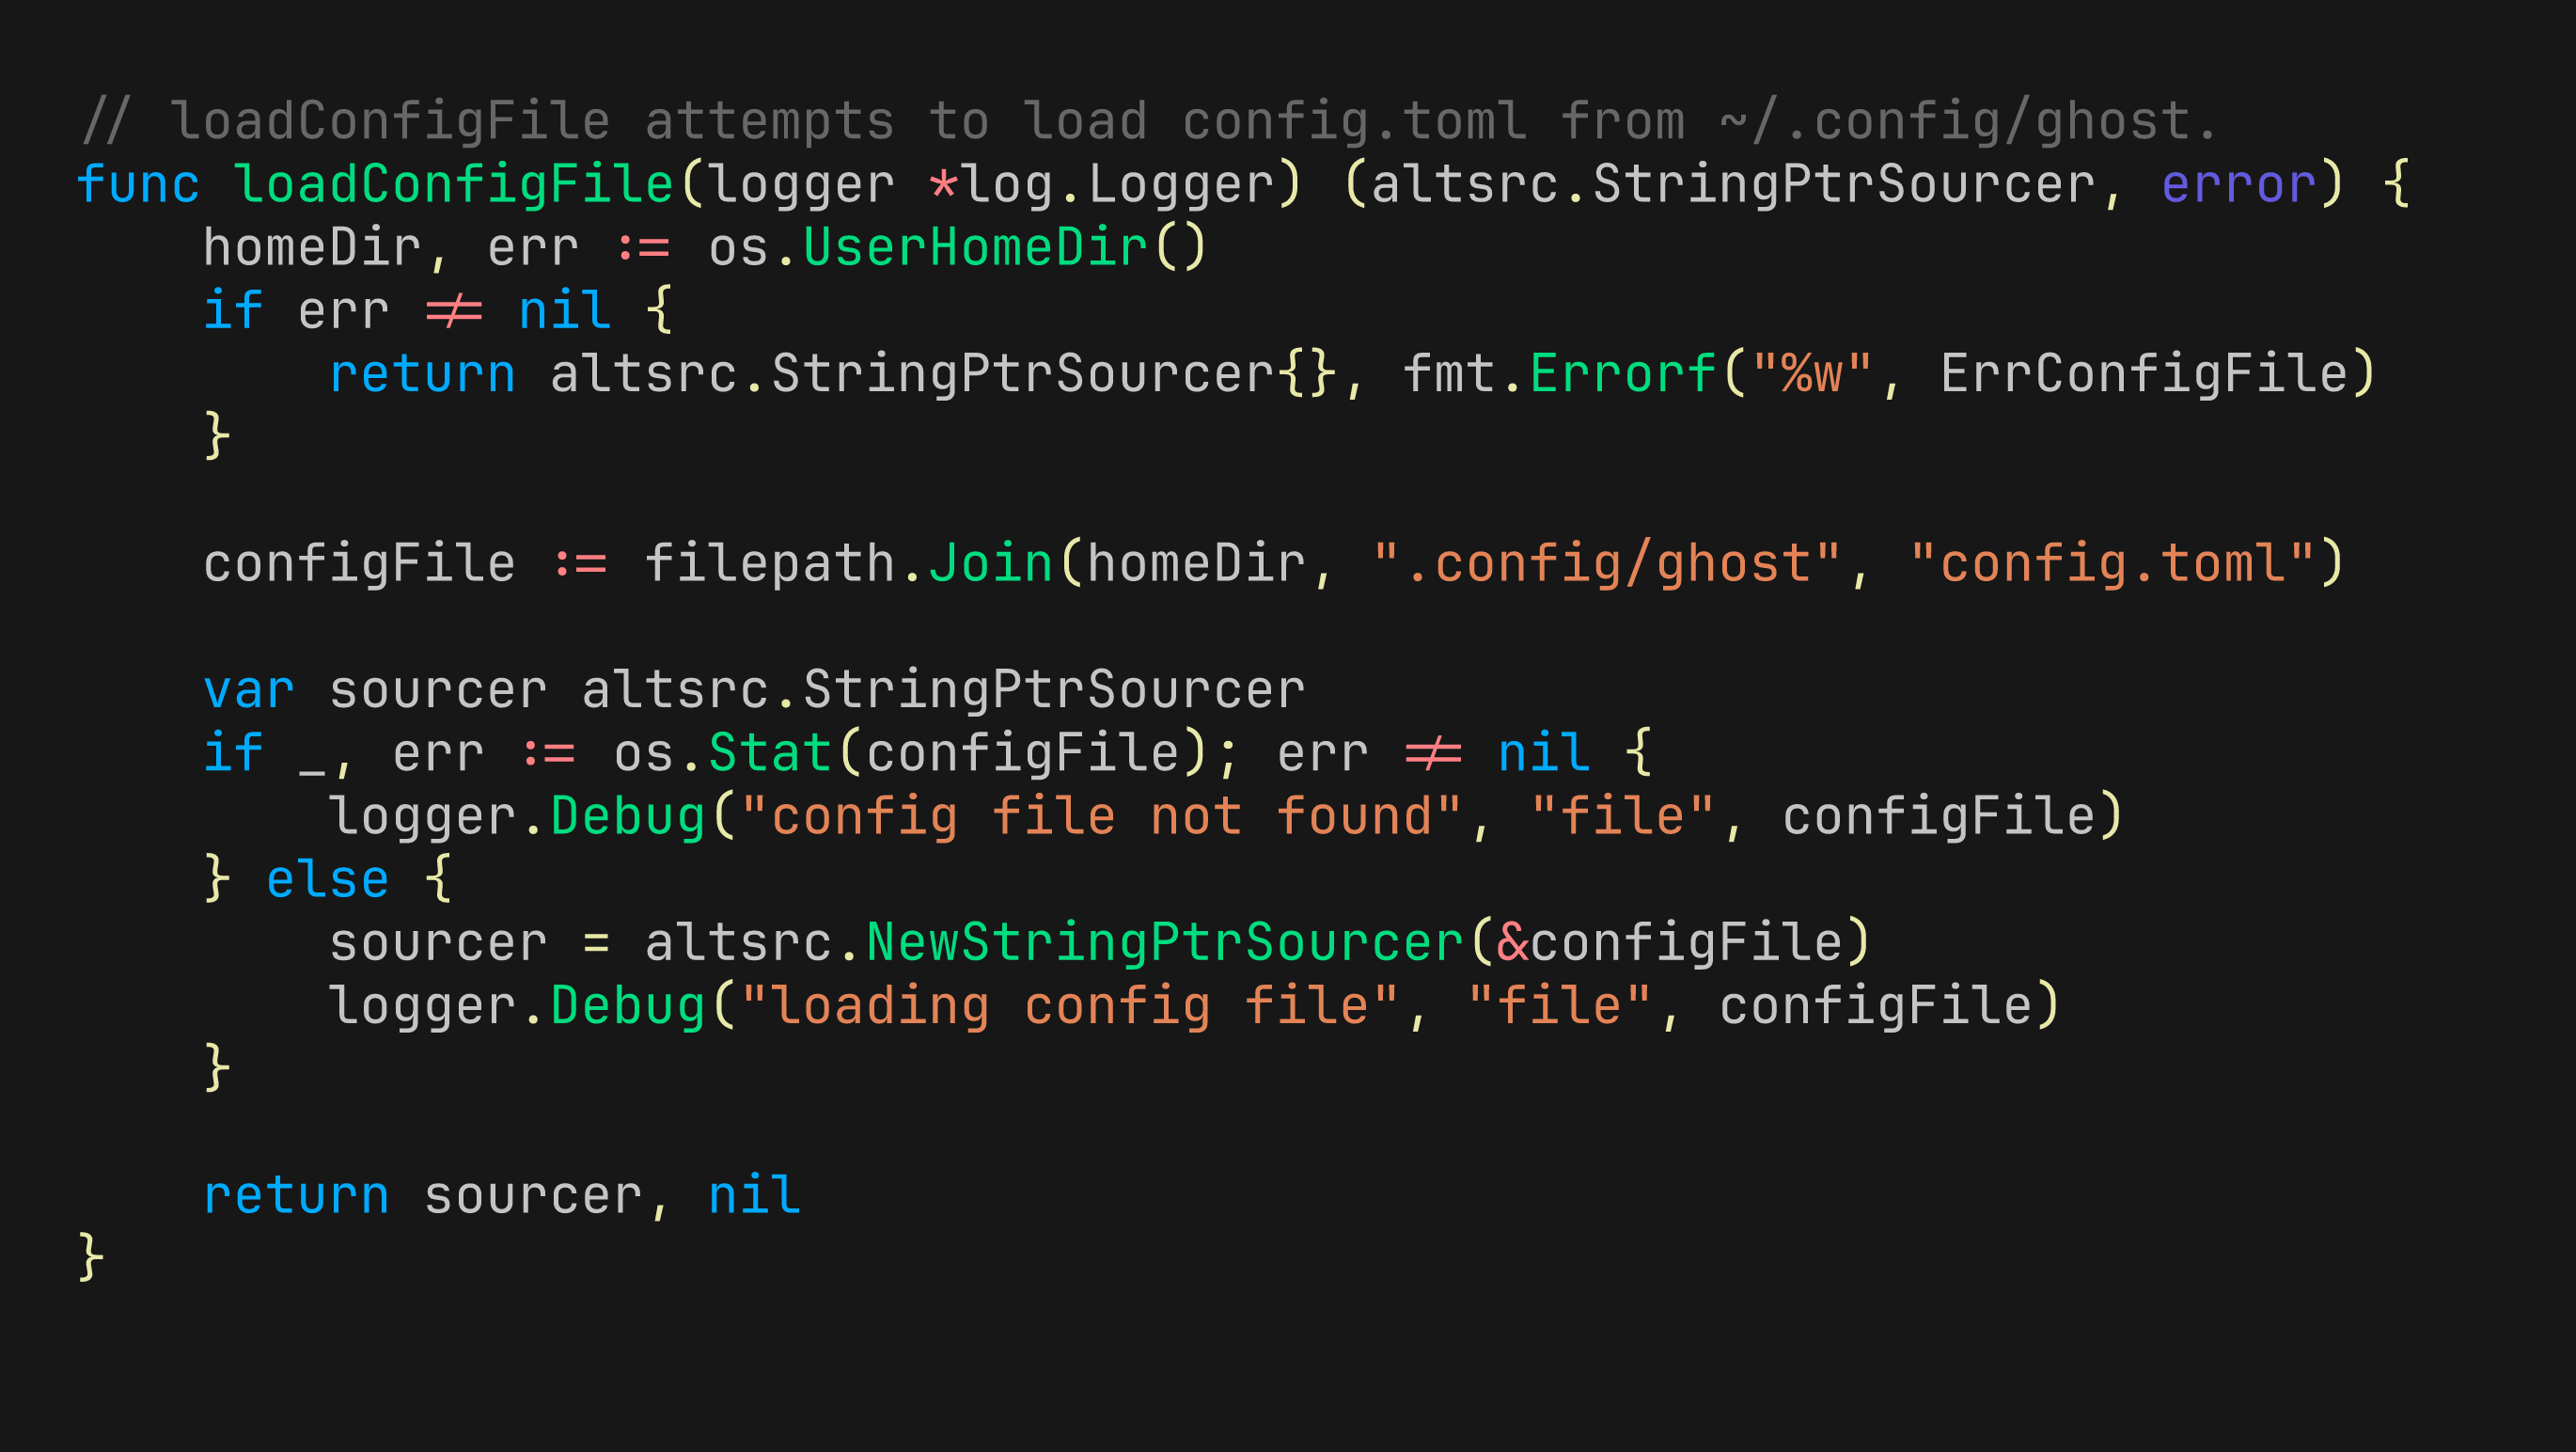 // loadConfigFile attempts to load config.toml from ~/.config/ghost.
func loadConfigFile(logger *log.Logger) (altsrc.StringPtrSourcer, error) {
    homeDir, err := os.UserHomeDir()
    if err != nil {
        return altsrc.StringPtrSourcer{}, fmt.Errorf("%w", ErrConfigFile)
    }

    configFile := filepath.Join(homeDir, ".config/ghost", "config.toml")

    var sourcer altsrc.StringPtrSourcer
    if _, err := os.Stat(configFile); err != nil {
        logger.Debug("config file not found", "file", configFile)
    } else {
        sourcer = altsrc.NewStringPtrSourcer(&configFile)
        logger.Debug("loading config file", "file", configFile)
    }

    return sourcer, nil
}